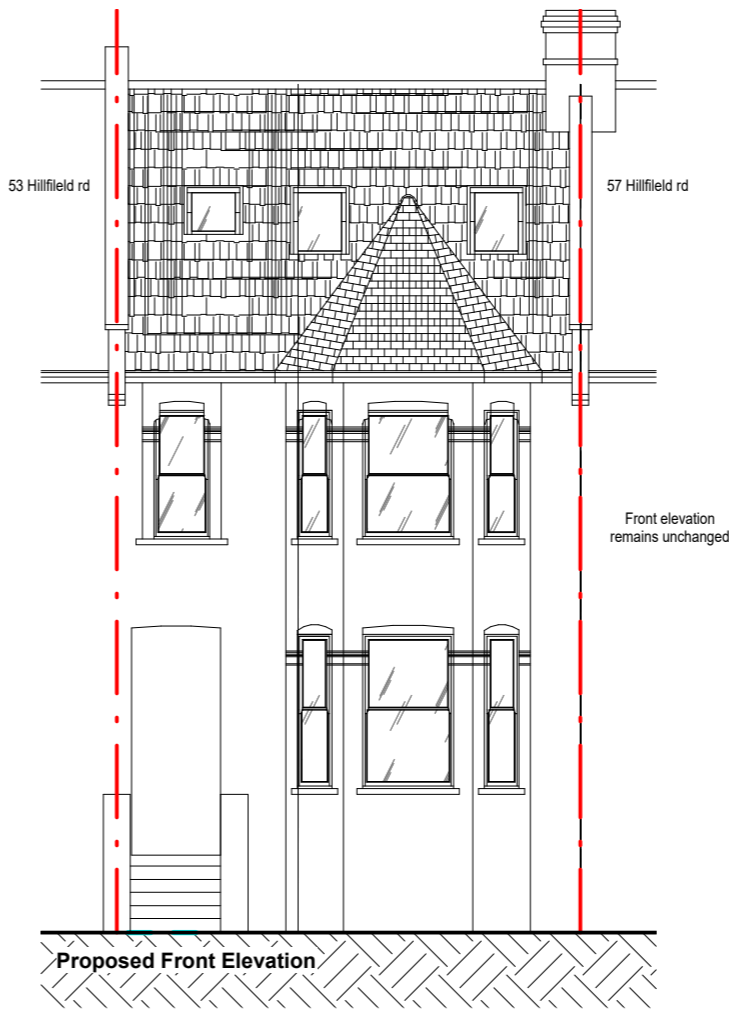 53 Hillfileld rd
57 Hillfileld rd
Front elevation
remains unchanged
Proposed Front Elevation